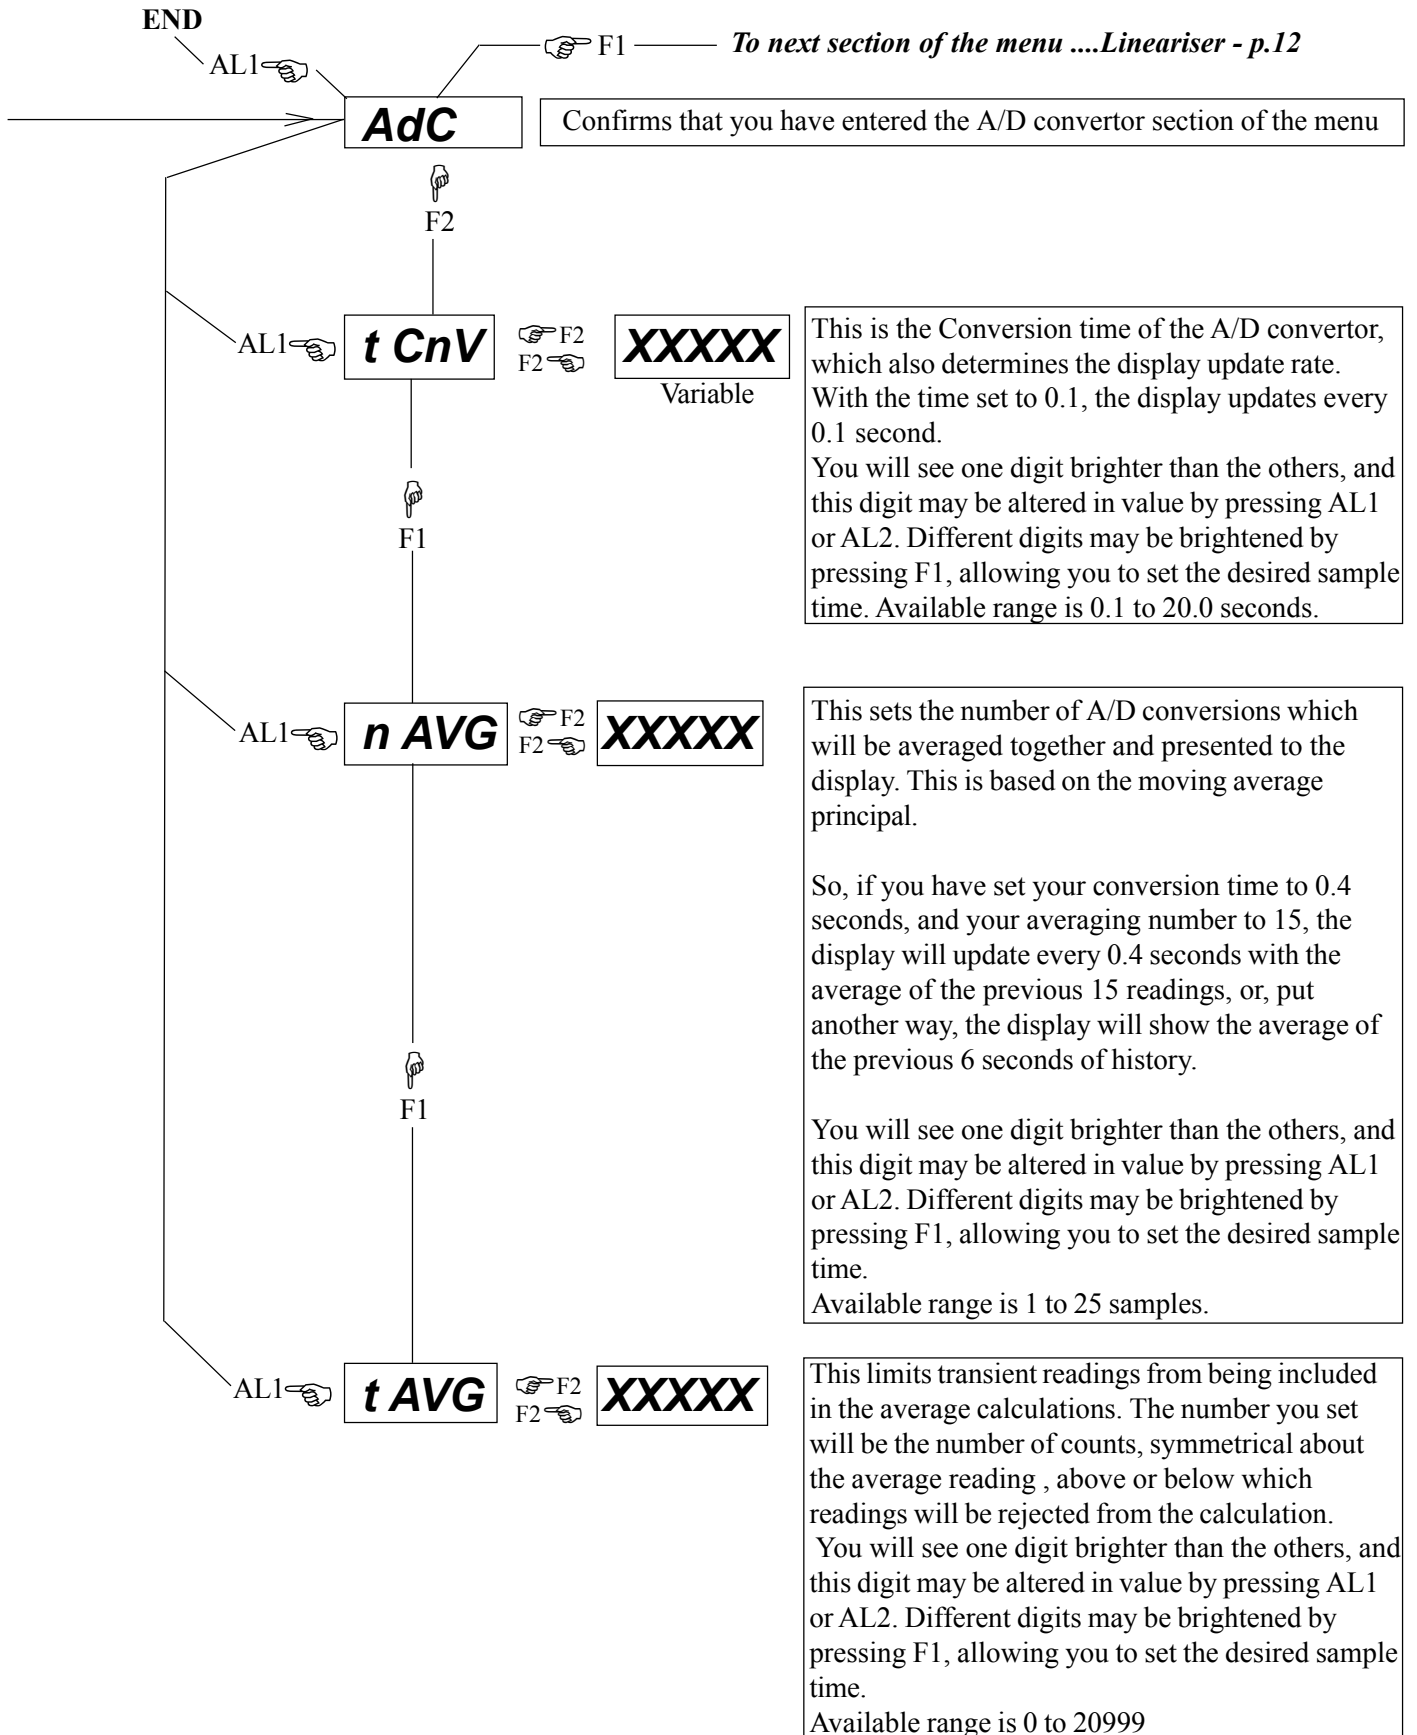 END
AL1
F1
To next section of the menu ....Lineariser - p.12
AdC
Confirms that you have entered the A/D convertor section of the menu
F2
AL1
t CnV
F2
F2
XXXXX
Variable
This is the Conversion time of the A/D convertor,
which also determines the display update rate.
With the time set to 0.1, the display updates every
0.1 second.
You will see one digit brighter than the others, and
this digit may be altered in value by pressing AL1
or AL2. Different digits may be brightened by
pressing F1, allowing you to set the desired sample
time. Available range is 0.1 to 20.0 seconds.
F1
AL1
n AVG
F2
F2
XXXXX
This sets the number of A/D conversions which
will be averaged together and presented to the
display. This is based on the moving average
principal.
So, if you have set your conversion time to 0.4
seconds, and your averaging number to 15, the
display will update every 0.4 seconds with the
average of the previous 15 readings, or, put
another way, the display will show the average of
the previous 6 seconds of history.
You will see one digit brighter than the others, and
this digit may be altered in value by pressing AL1
or AL2. Different digits may be brightened by
pressing F1, allowing you to set the desired sample
time.
Available range is 1 to 25 samples.
F1
AL1
t AVG
F2
F2
XXXXX
This limits transient readings from being included
in the average calculations. The number you set
will be the number of counts, symmetrical about
the average reading , above or below which
readings will be rejected from the calculation.
You will see one digit brighter than the others, and
this digit may be altered in value by pressing AL1
or AL2. Different digits may be brightened by
pressing F1, allowing you to set the desired sample
time.
Available range is 0 to 20999